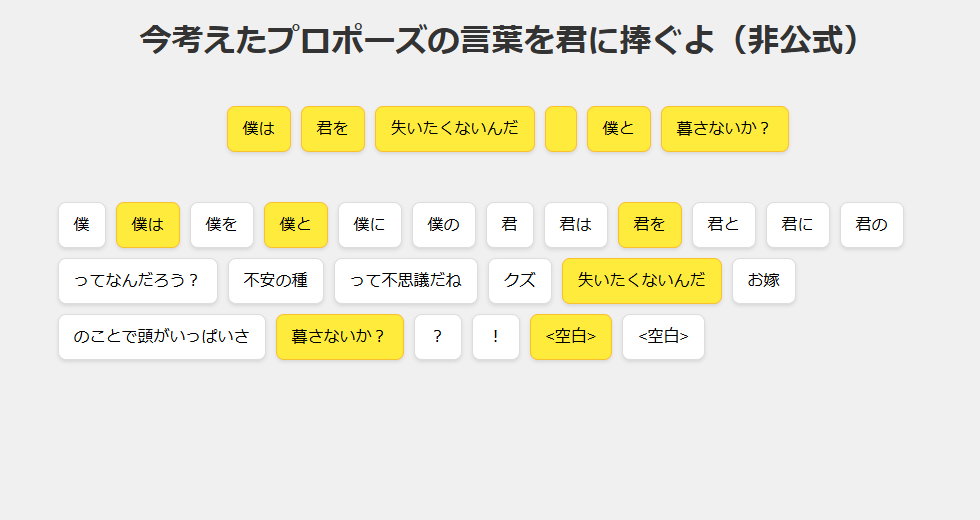 今考えたプロポーズの言葉を君に捧ぐよ（非公式）
僕は 君を 失いたくないんだ 僕と 暮さないか？
僕 僕は 僕を 僕と 僕に 僕の 君 君は 君を 君と 君に 君の
ってなんだろう？ 不安の種 って不思議だね クズ 失いたくないんだ お嫁
のことで頭がいっぱいさ 暮さないか？ ？ ！ <空白> <空白>